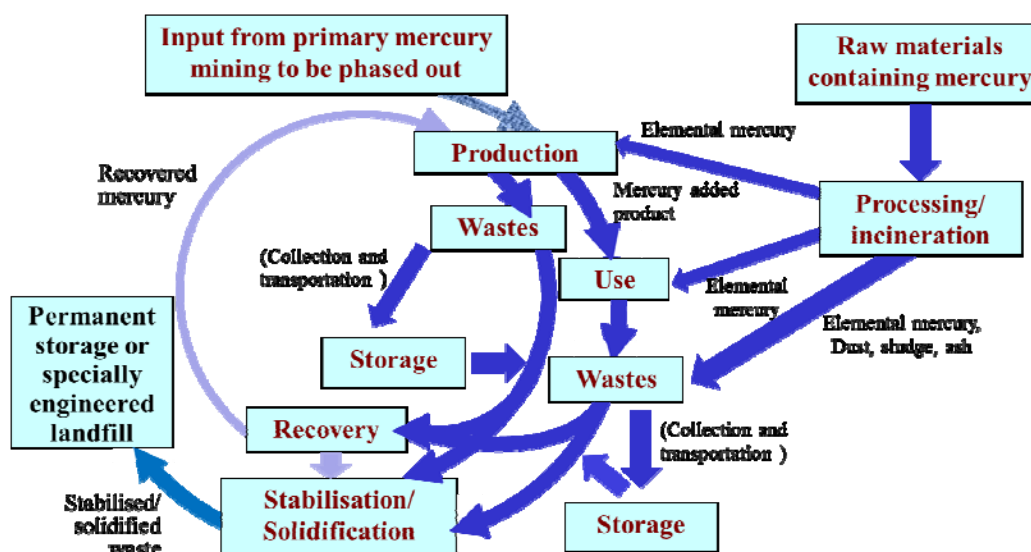 Input from primary mercury
mining to be phased out
Raw materials
containing mercury
Elemental mercury
Production
Recovered
mercury
Mercury added
product
Processing/
incineration
Wastes
(Collection and
transportation )
Use
Elemental
mercury
Elemental mercury,
Dust, sludge, ash
Permanent
storage or
specially
engineered
landfill
Storage
Wastes
Recovery
(Collection and
transportation )
Stabilisation/
Solidification
Storage
Stabilised/
solidified
waste